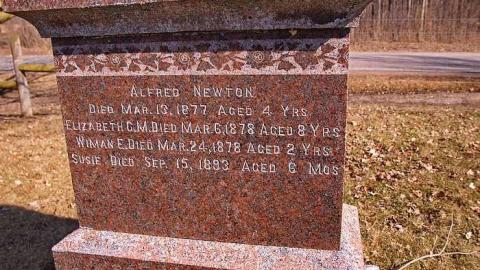 ALFRED NEWTON
DIED MAR. 13, 1877 AGED 4 YRS
ELIZABETH C.M. DIED MAR. 6, 1878 AGED 8 YRS
WIMAN E. DIED MAR. 24, 1878 AGED 2 YRS
SUSIE DIED SEP. 15, 1893 AGED 6 MOS